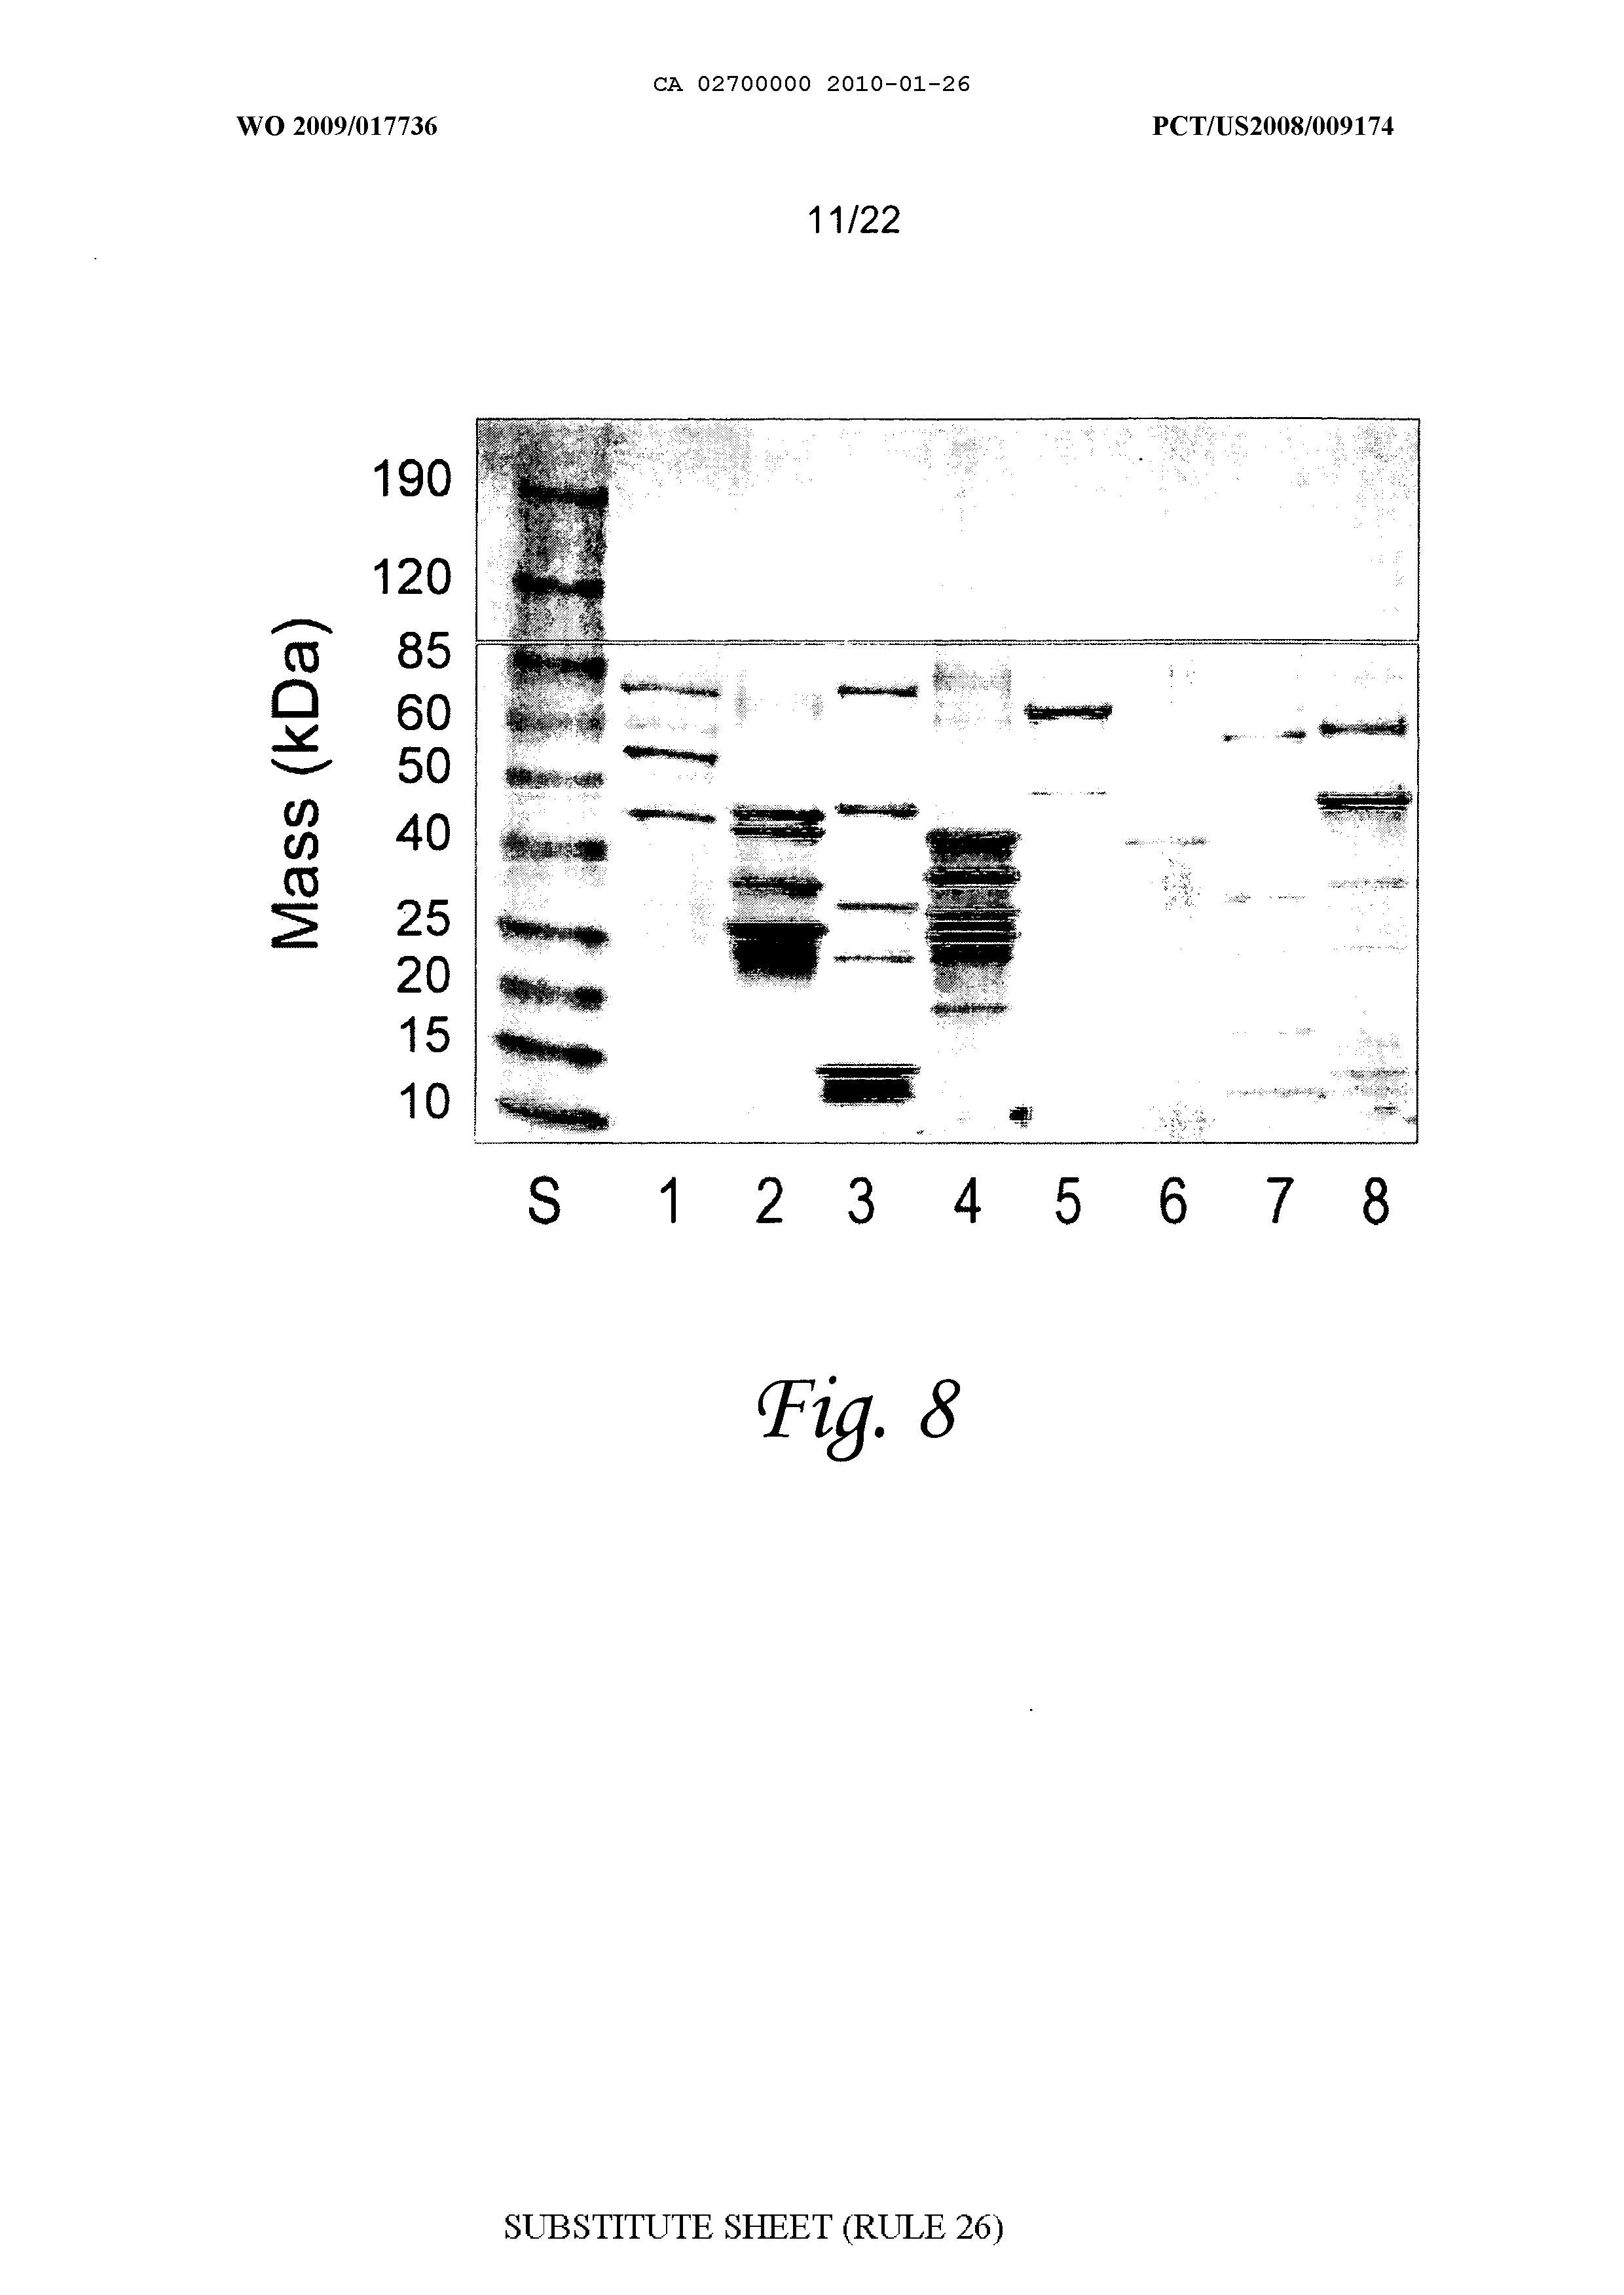 CA 02700000 2010-01-26
WO 2009/017736
PCT/US2008/009174
11/22
Mass (kDa)
190
120
85
60
50
40
25
20
15
10
S 1 2 3 4 5 6 7 8
Fig. 8
SUBSTITUTE SHEET (RULE 26)